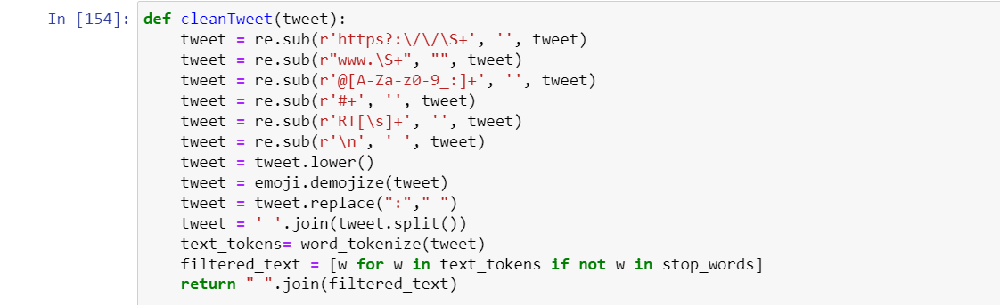 In [154]: def cleanTweet(tweet):
    tweet = re.sub(r'https?:\/\/\S+', '', tweet)
    tweet = re.sub(r"www.\S+", "", tweet)
    tweet = re.sub(r'@[A-Za-z0-9_:]+', '', tweet)
    tweet = re.sub(r'#+', '', tweet)
    tweet = re.sub(r'RT[\s]+', '', tweet)
    tweet = re.sub(r'\n', ' ', tweet)
    tweet = tweet.lower()
    tweet = emoji.demojize(tweet)
    tweet = tweet.replace(":"," ")
    tweet = ' '.join(tweet.split())
    text_tokens= word_tokenize(tweet)
    filtered_text = [w for w in text_tokens if not w in stop_words]
    return " ".join(filtered_text)